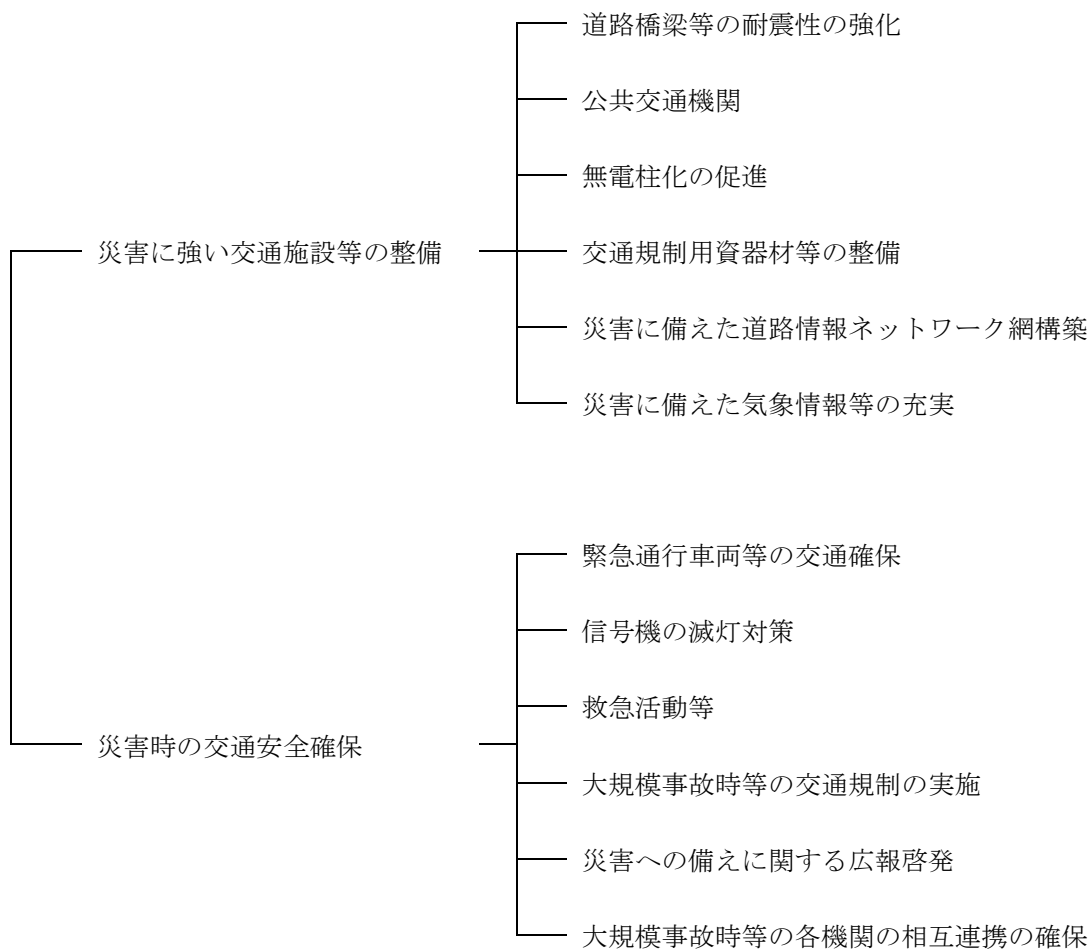 道路橋梁等の耐震性の強化
公共交通機関
無電柱化の促進
災害に強い交通施設等の整備
交通規制用資器材等の整備
災害に備えた道路情報ネットワーク網構築
災害に備えた気象情報等の充実
緊急通行車両等の交通確保
信号機の滅灯対策
救急活動等
災害時の交通安全確保
大規模事故時等の交通規制の実施
災害への備えに関する広報啓発
大規模事故時等の各機関の相互連携の確保